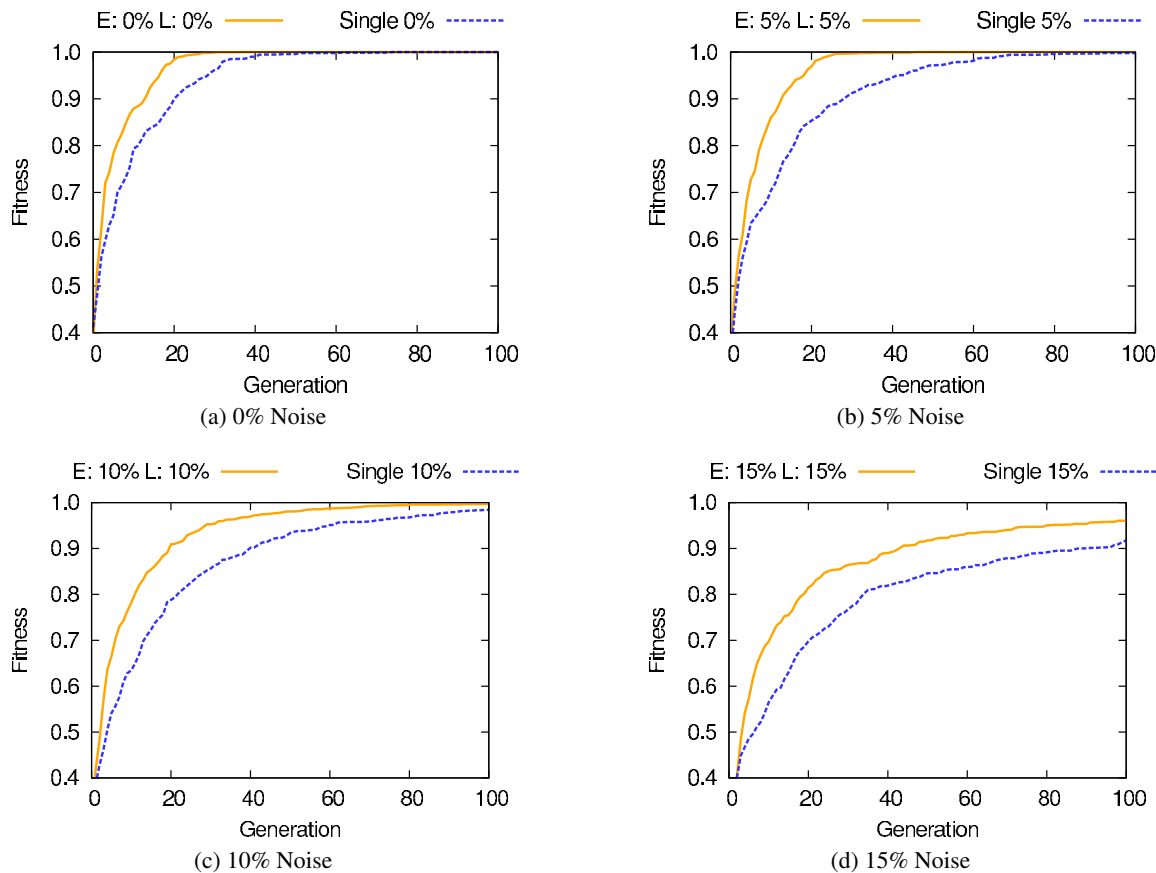 E: 0% L: 0%
Single 0%
1.0
0.9
0.8
0.7
0.6
0.5
0.4
Fitness
0 20 40 60 80 100
Generation
(a) 0% Noise
E: 5% L: 5%
Single 5%
1.0
0.9
0.8
0.7
0.6
0.5
0.4
Fitness
0 20 40 60 80 100
Generation
(b) 5% Noise
E: 10% L: 10%
Single 10%
1.0
0.9
0.8
0.7
0.6
0.5
0.4
Fitness
0 20 40 60 80 100
Generation
(c) 10% Noise
E: 15% L: 15%
Single 15%
1.0
0.9
0.8
0.7
0.6
0.5
0.4
Fitness
0 20 40 60 80 100
Generation
(d) 15% Noise